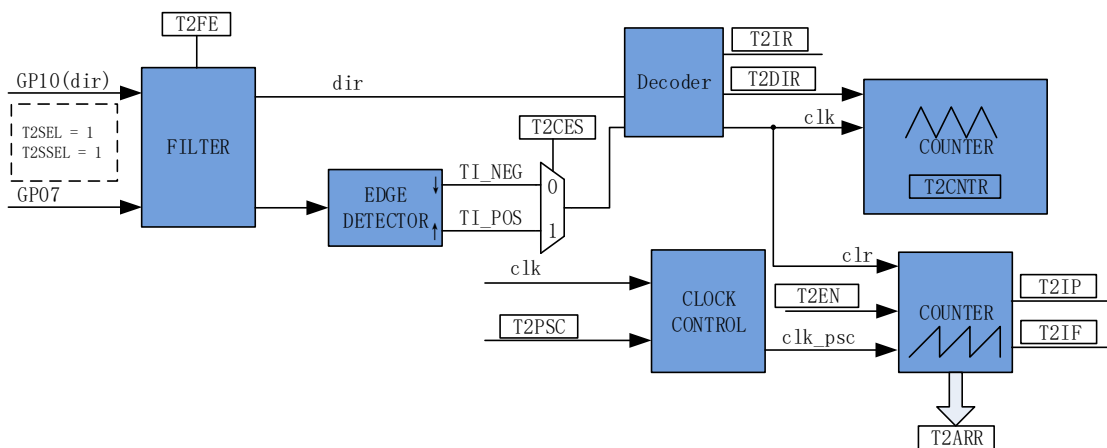 T2FE
T2IR
GP10(dir)
dir
Decoder
T2DIR
T2SEL = 1
T2SSEL = 1
FILTER
T2CES
clk
COUNTER
TI_NEG
0
T2CNTR
GP07
EDGE
DETECTOR
TI_POS
1
clk
clr
CLOCK
CONTROL
T2EN
COUNTER
T2IP
T2PSC
clk_psc
T2IF
T2ARR